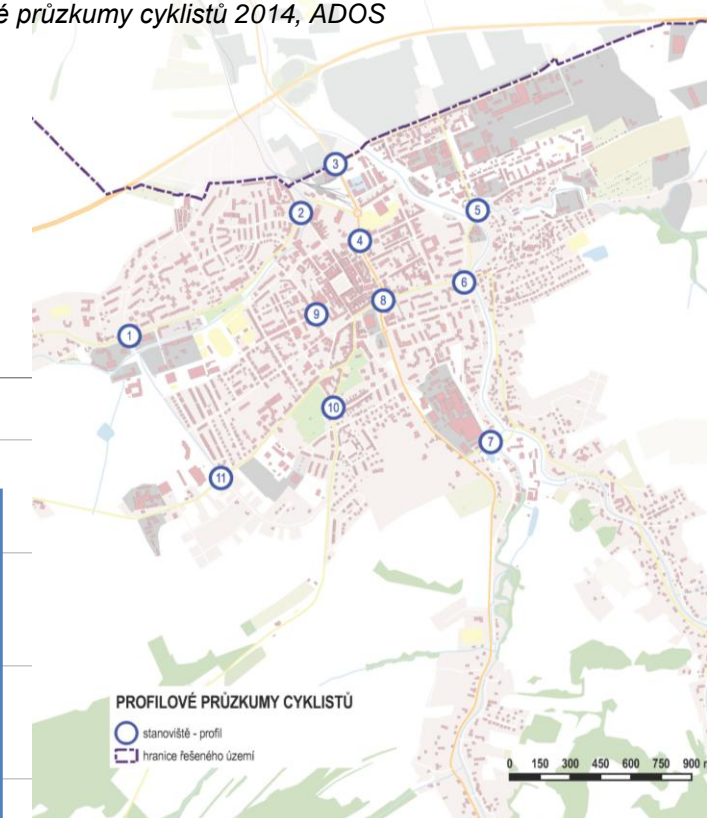 é průzkumy cyklistů 2014, ADOS
3
2
5
4
6
8
9
1
10
7
11
PROFILOVÉ PRŮZKUMY CYKLISTŮ
stanoviště - profil
hranice řešeného území
0 150 300 450 600 750 900 m